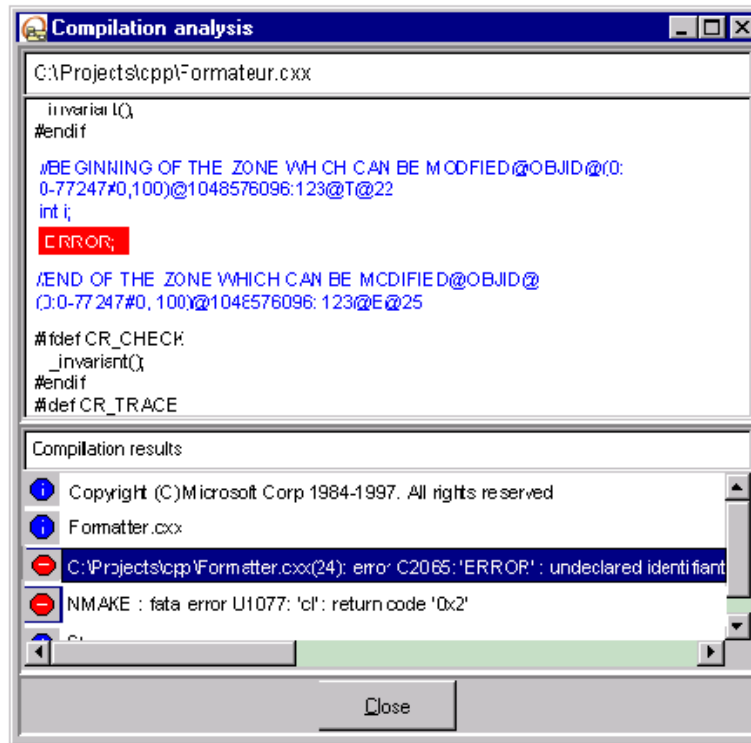 Compilation analysis
C:\Projects\cpp\Formateur.cxx
_invariant();
#endif
//BEGINNING OF THE ZONE WHICH CAN BE MODFIED@OBJID@(0:
0-77247#0,100)@1048576096:123@T@22
int i;
ERROR;
//END OF THE ZONE WHICH CAN BE MODIFIED@OBJID@
(0:0-77247#0, 100)@1048576096: 123@E@25
#ifdef CR_CHECK
_invariant();
#endif
#ifdef CR_TRACE
Compilation results
Copyright (C)Microsoft Corp 1984-1997. All rights reserved
Formatter.cxx
C:\Projects\cpp\Formatter.cxx(24): error C2065:'ERROR' : undeclared identifiant
NMAKE : fata error U1077: 'cl' : return code '0x2'
Close